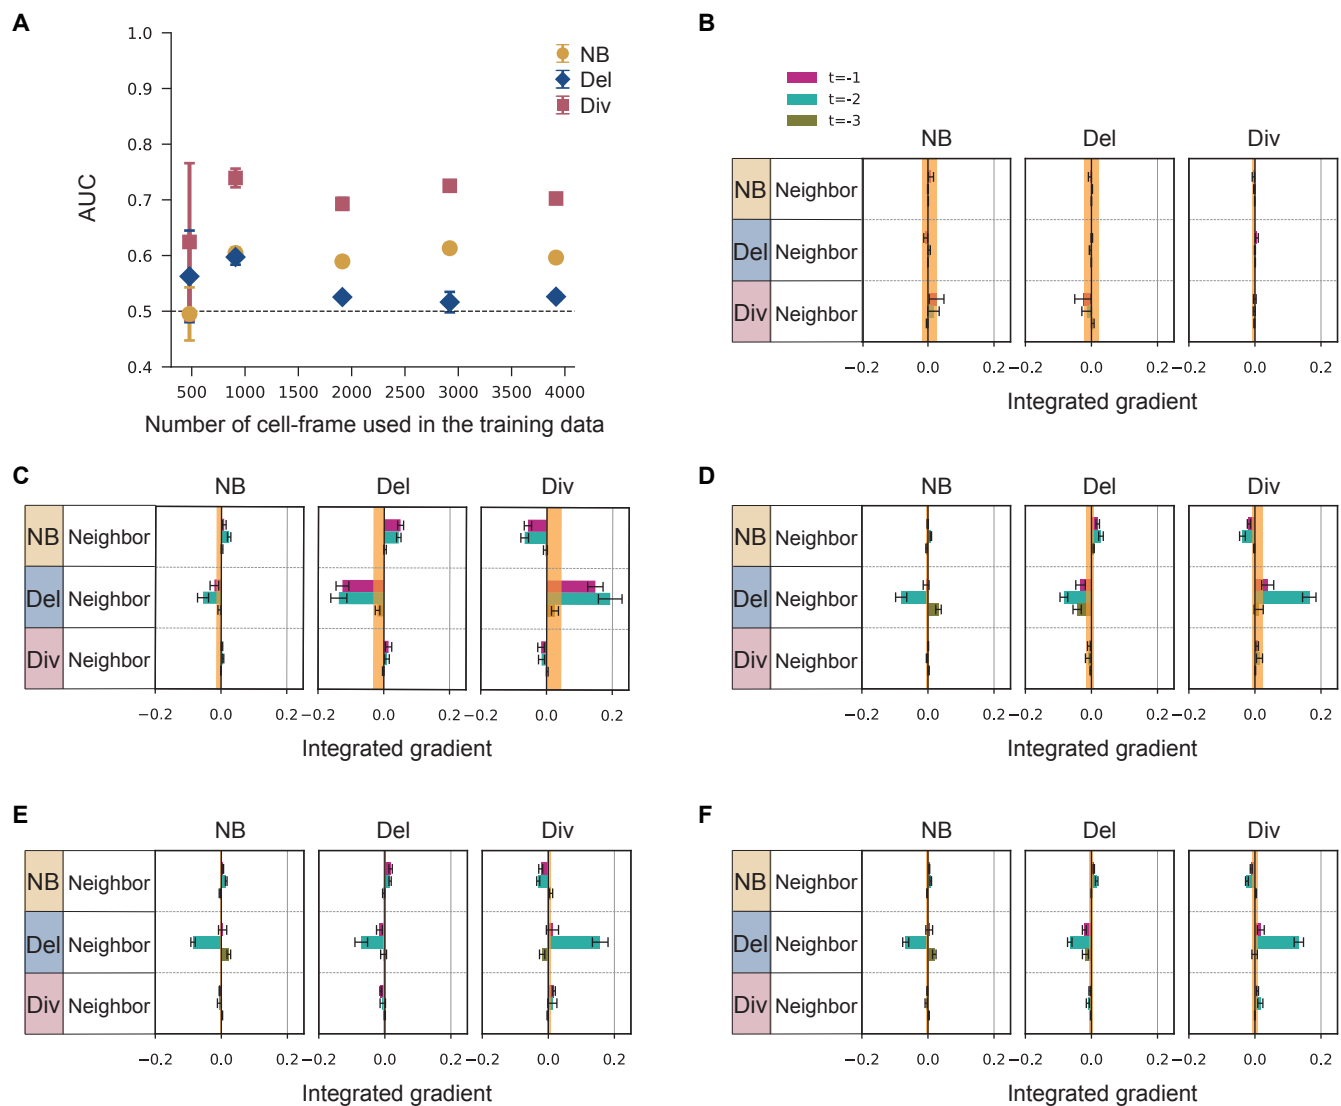 A
1.0
0.9
0.8
0.7
0.6
0.5
0.4
AUC
NB
Del
Div
500 1000 1500 2000 2500 3000 3500 4000
Number of cell-frame used in the training data
B
t=-1
t=-2
t=-3
NB Del Div
NB Neighbor
Del Neighbor
Div Neighbor
−0.2 0.0 0.2 −0.2 0.0 0.2 −0.2 0.0 0.2
Integrated gradient
C
NB Del Div
NB Neighbor
Del Neighbor
Div Neighbor
−0.2 0.0 −0.2 0.0 −0.2 0.0 0.2
Integrated gradient
D
NB Del Div
NB Neighbor
Del Neighbor
Div Neighbor
−0.2 0.0 0.2 −0.2 0.0 0.2 −0.2 0.0 0.2
Integrated gradient
E
NB Del Div
NB Neighbor
Del Neighbor
Div Neighbor
−0.2 0.0 0.2 −0.2 0.0 0.2 −0.2 0.0 0.2
Integrated gradient
F
NB Del Div
NB Neighbor
Del Neighbor
Div Neighbor
−0.2 0.0 0.2 −0.2 0.0 0.2 −0.2 0.0 0.2
Integrated gradient